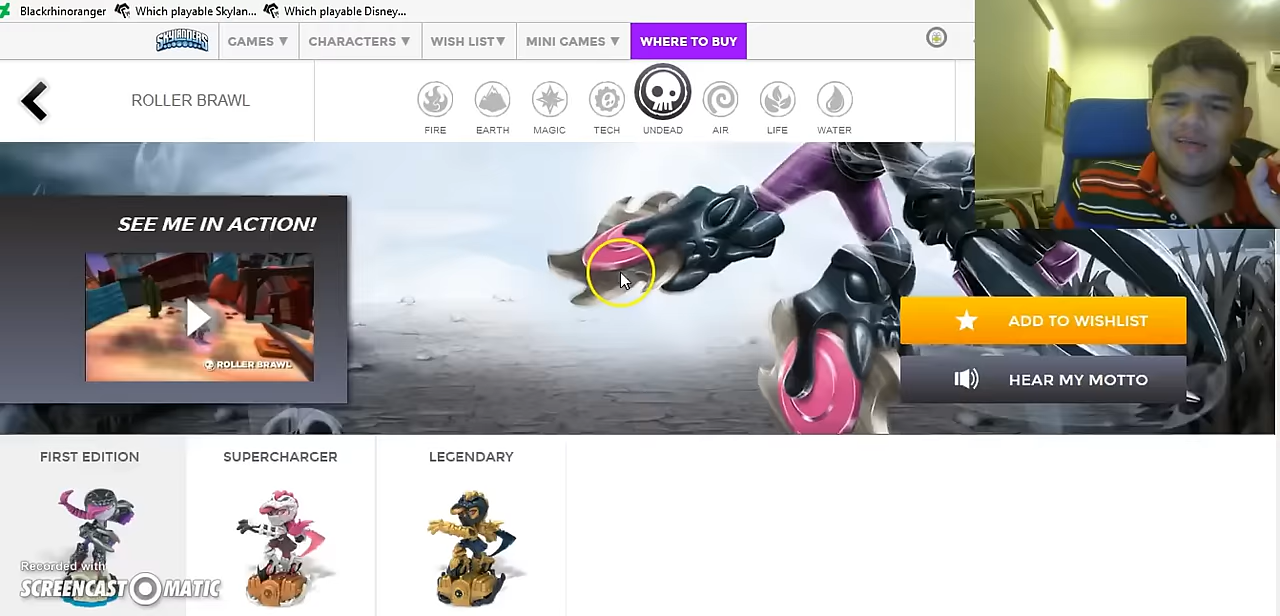 Blackrhinoranger Which playable Skylan... Which playable Disney...
SKYLANDERS GAMES ▼ CHARACTERS ▼ WISH LIST▼ MINI GAMES ▼ WHERE TO BUY
ROLLER BRAWL
FIRE EARTH MAGIC TECH UNDEAD AIR LIFE WATER
SEE ME IN ACTION!
ROLLER BRAWL
ADD TO WISHLIST
HEAR MY MOTTO
FIRST EDITION SUPERCHARGER LEGENDARY
Recorded with
SCREENCAST O MATIC